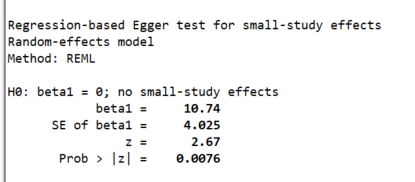 Regression-based Egger test for small-study effects
Random-effects model
Method: REML
H0: beta1 = 0; no small-study effects
beta1 = 10.74
SE of beta1 = 4.025
z = 2.67
Prob > |z| = 0.0076